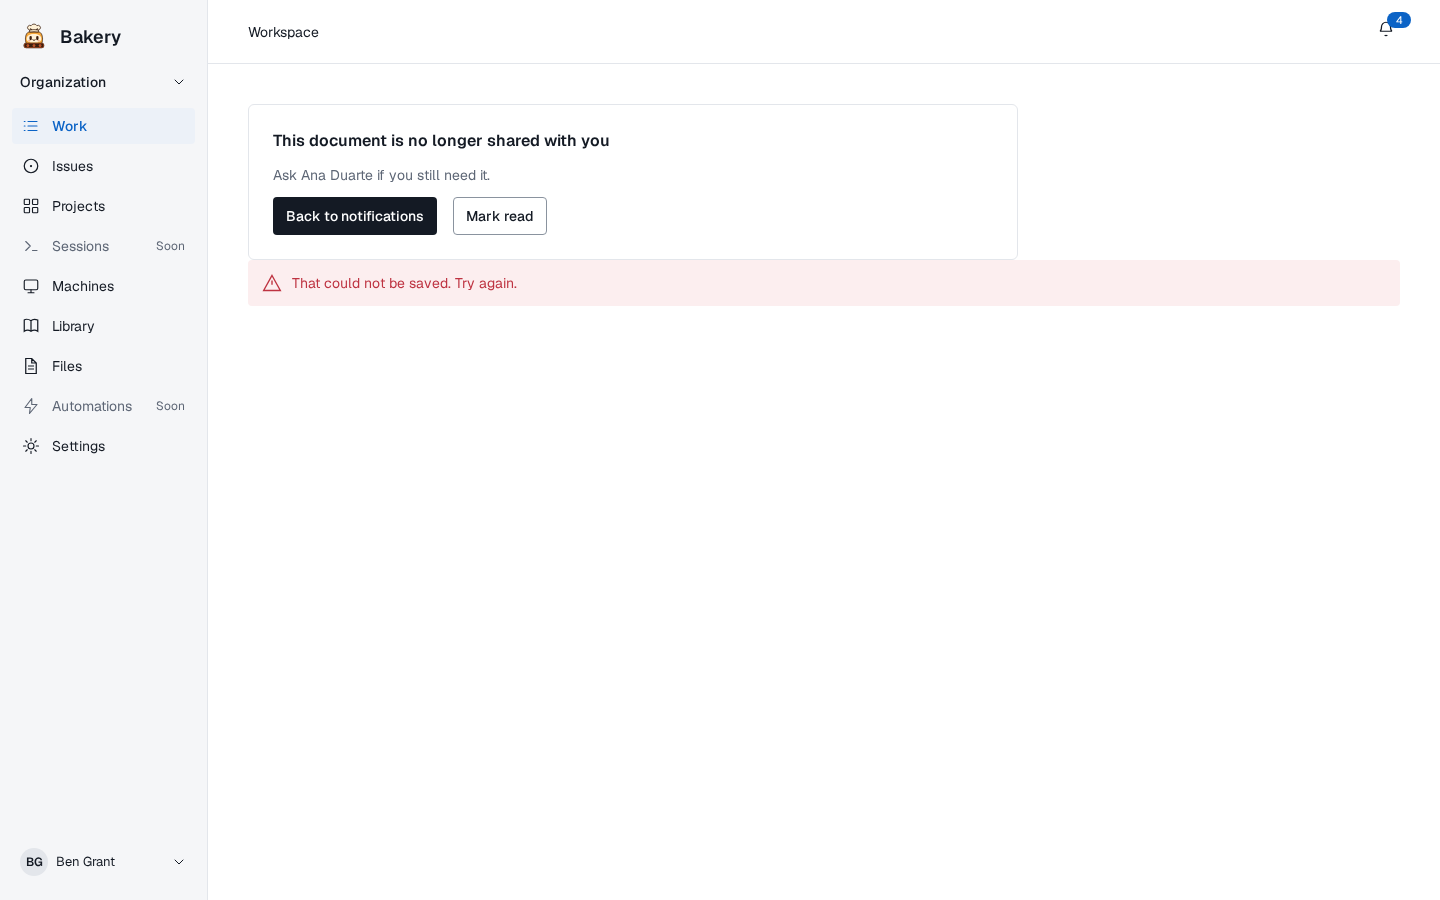 Bakery
Organization
Work
Issues
Projects
Sessions Soon
Machines
Library
Files
Automations Soon
Settings
BG Ben Grant
Workspace
4
This document is no longer shared with you
Ask Ana Duarte if you still need it.
Back to notifications Mark read
That could not be saved. Try again.